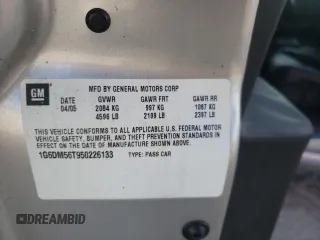 GM
MFD BY GENERAL MOTORS CORP
DATE GVWR GAWR FRT GAWR RR
04/05 2084 KG 997 KG 1087 KG
4596 LB 2199 LB 2397 LB
THIS VEHICLE CONFORMS TO ALL APPLICABLE U.S. FEDERAL
MOTOR VEHICLE SAFETY, BUMPER, AND THEFT PREVENTION STANDARDS
IN EFFECT ON THE DATE OF MANUFACTURE SHOWN ABOVE.
1G6DM56T950226133 TYPE: PASS CAR
DREAMBID